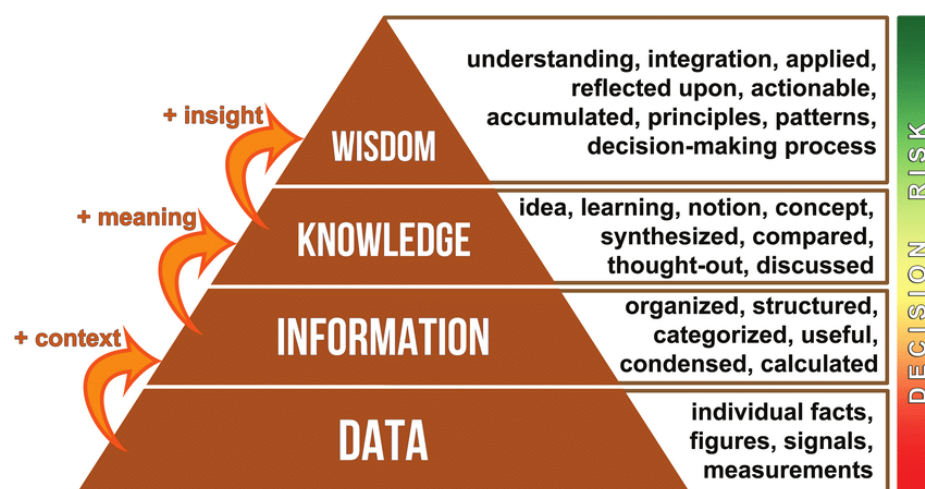 understanding, integration, applied,
reflected upon, actionable,
accumulated, principles, patterns,
decision-making process
+ insight
WISDOM
idea, learning, notion, concept,
synthesized, compared,
thought-out, discussed
+ meaning
KNOWLEDGE
organized, structured,
categorized, useful,
condensed, calculated
+ context
INFORMATION
individual facts,
figures, signals,
measurements
DATA
DECISION RISK